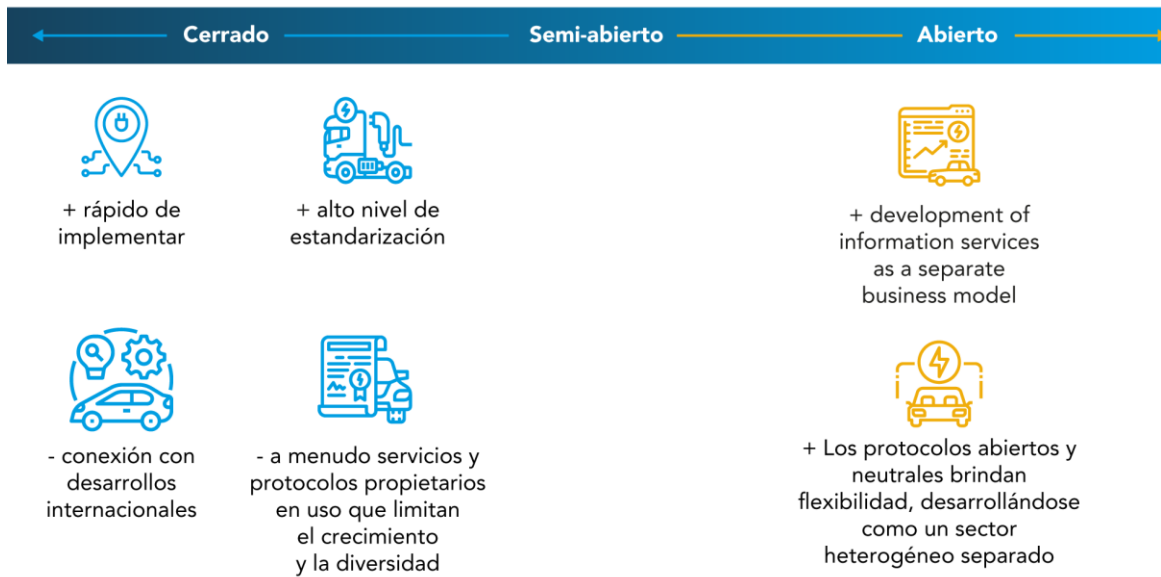 Cerrado
Semi-abierto
Abierto
+ rápido de
implementar
+ alto nivel de
estandarización
+ development of
information services
as a separate
business model
- conexión con
desarrollos
internacionales
- a menudo servicios y
protocolos propietarios
en uso que limitan
el crecimiento
y la diversidad
+ Los protocolos abiertos y
neutrales brindan
flexibilidad, desarrollándose
como un sector
heterogéneo separado